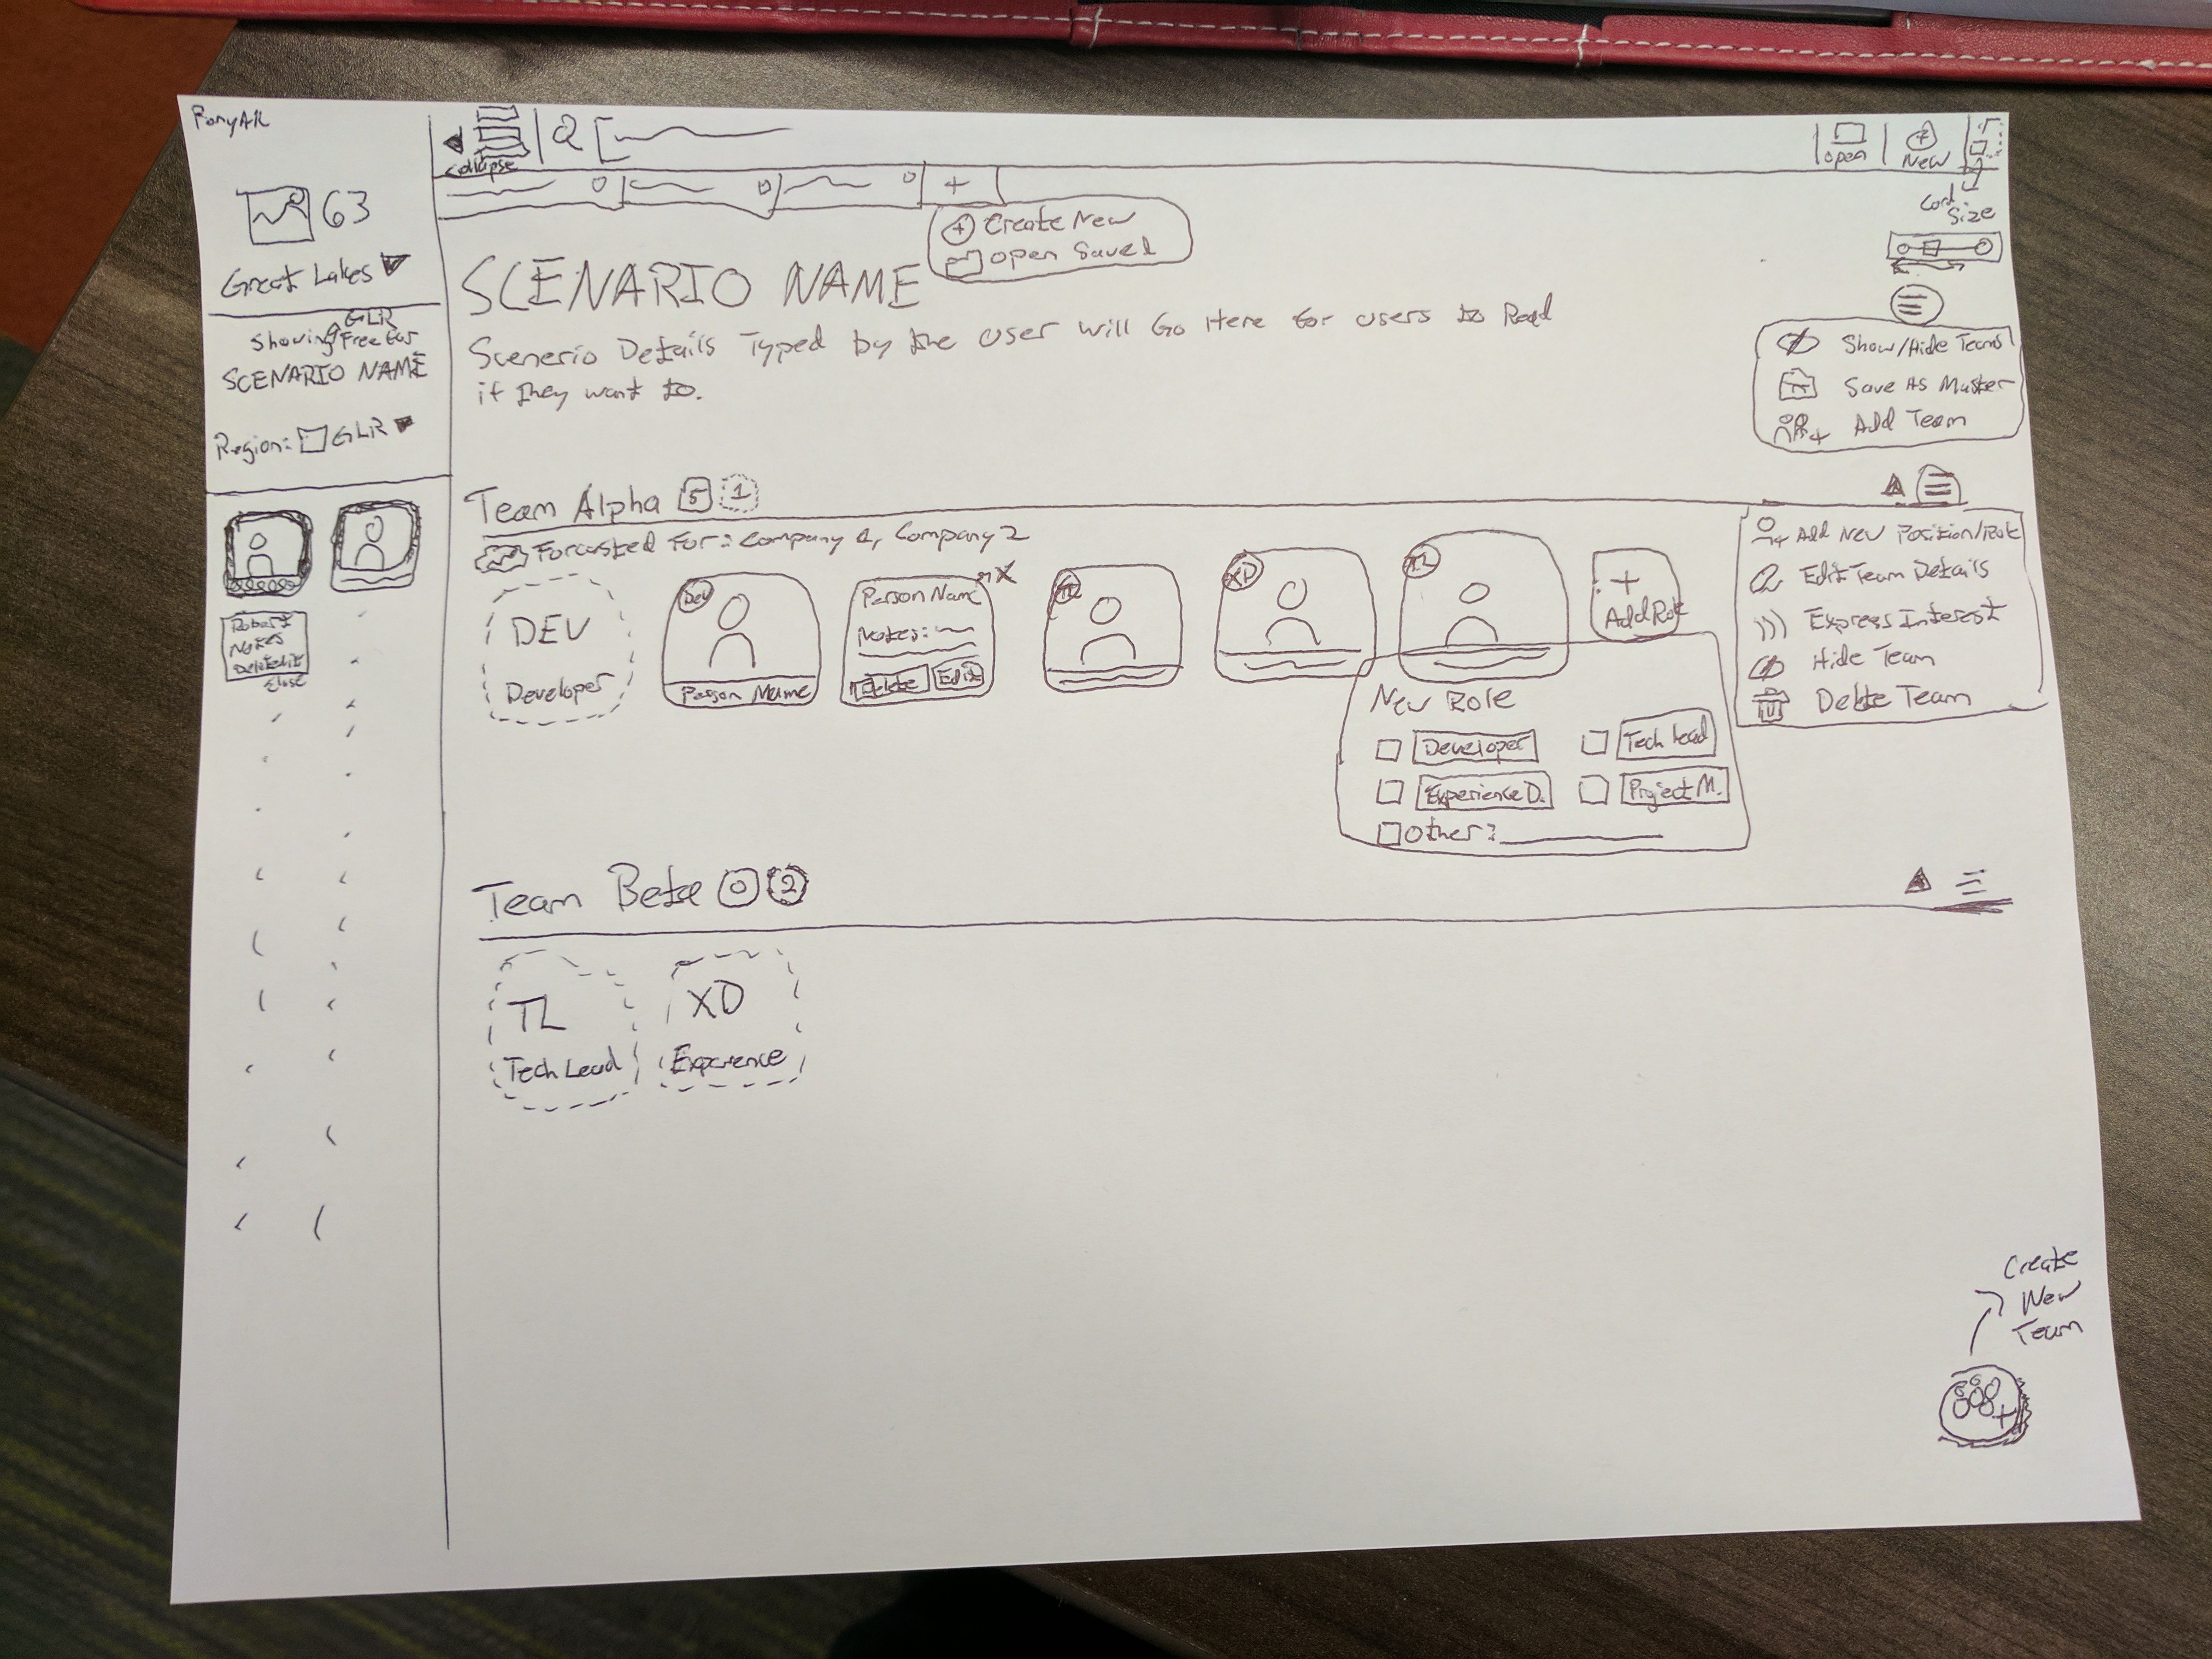 63
Great Lakes
Showing GLR Free for
SCENARIO NAME
Region: GLR
Notes
Close
Collapse
Open
New
+
Card Size
Create New
Open Saved
SCENARIO NAME
Scenerio Details Typed by the User Will Go Here for users to Read
if they want to.
Show/Hide Teams
Save As Master
Add Team
Team Alpha 5 1
Forcasted For: Company 1, Company 2
DEV
Developer
Dev
Person Name
Person Name
X
Notes:
Delete
Edit
TL
XD
TL
+
Add Role
Add New Position/Role
Edit Team Details
Express Interest
Hide Team
Delete Team
New Role
Developer
Tech Lead
Experience D.
Project M.
Other:
Team Beta 0 2
TL
Tech Lead
XD
Experience
Create
New
Team